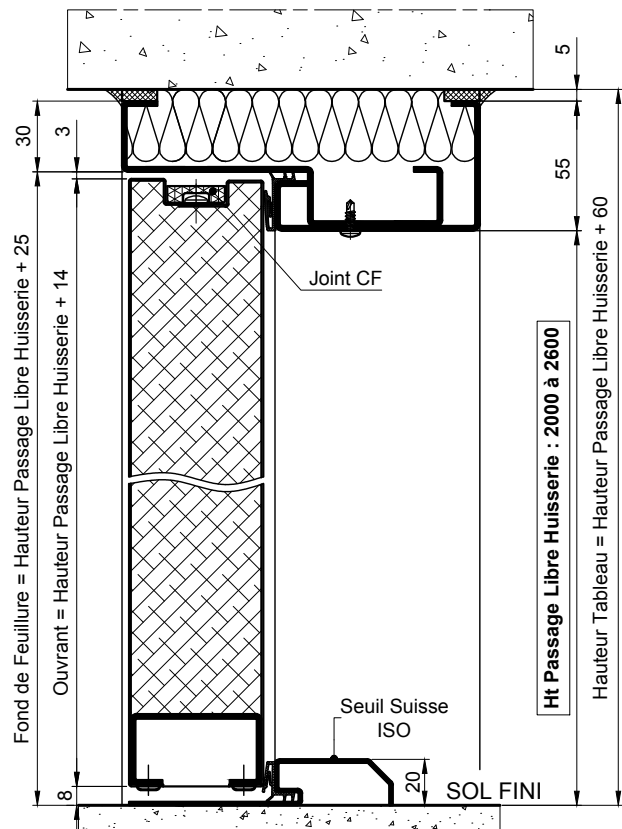 5
30
3
55
Fond de Feuillure = Hauteur Passage Libre Huisserie + 25
Ouvrant = Hauteur Passage Libre Huisserie + 14
Joint CF
Ht Passage Libre Huisserie : 2000 à 2600
Hauteur Tableau = Hauteur Passage Libre Huisserie + 60
Seuil Suisse
ISO
8
20
SOL FINI